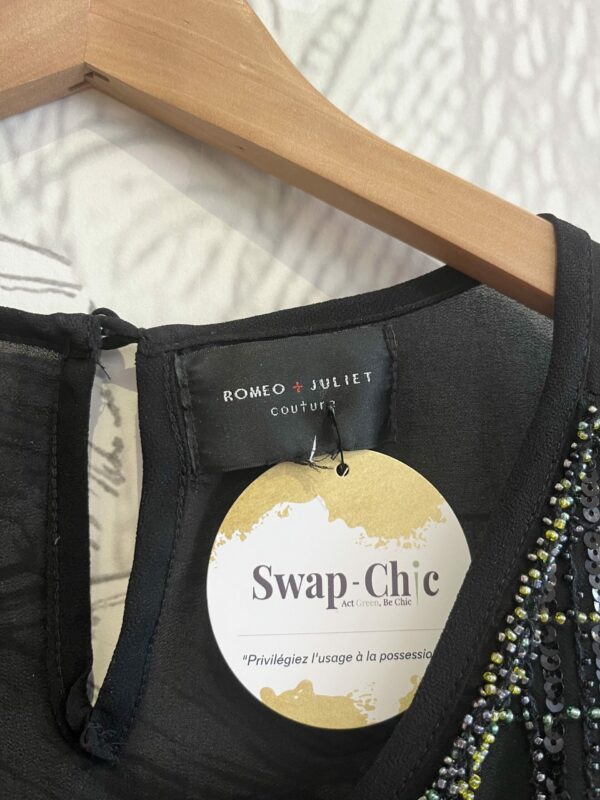 ROMEO + JULIET
couture
L
Swap-Chic
Act Green, Be Chic
"Privilégiez l'usage à la possessio